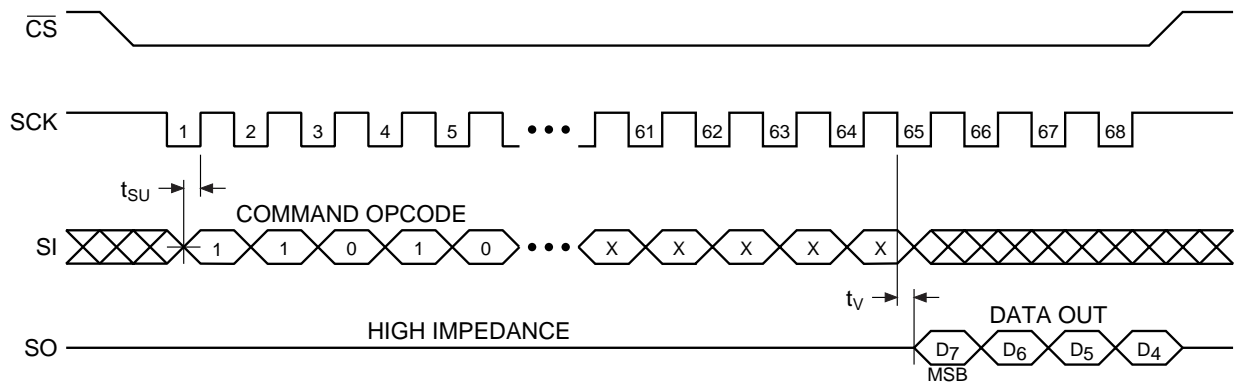 CS
SCK 1 2 3 4 5 ••• 61 62 63 64 65 66 67 68
tSU
COMMAND OPCODE
SI 1 1 0 1 0 ••• X X X X X
tV
HIGH IMPEDANCE DATA OUT
SO D7 D6 D5 D4
MSB